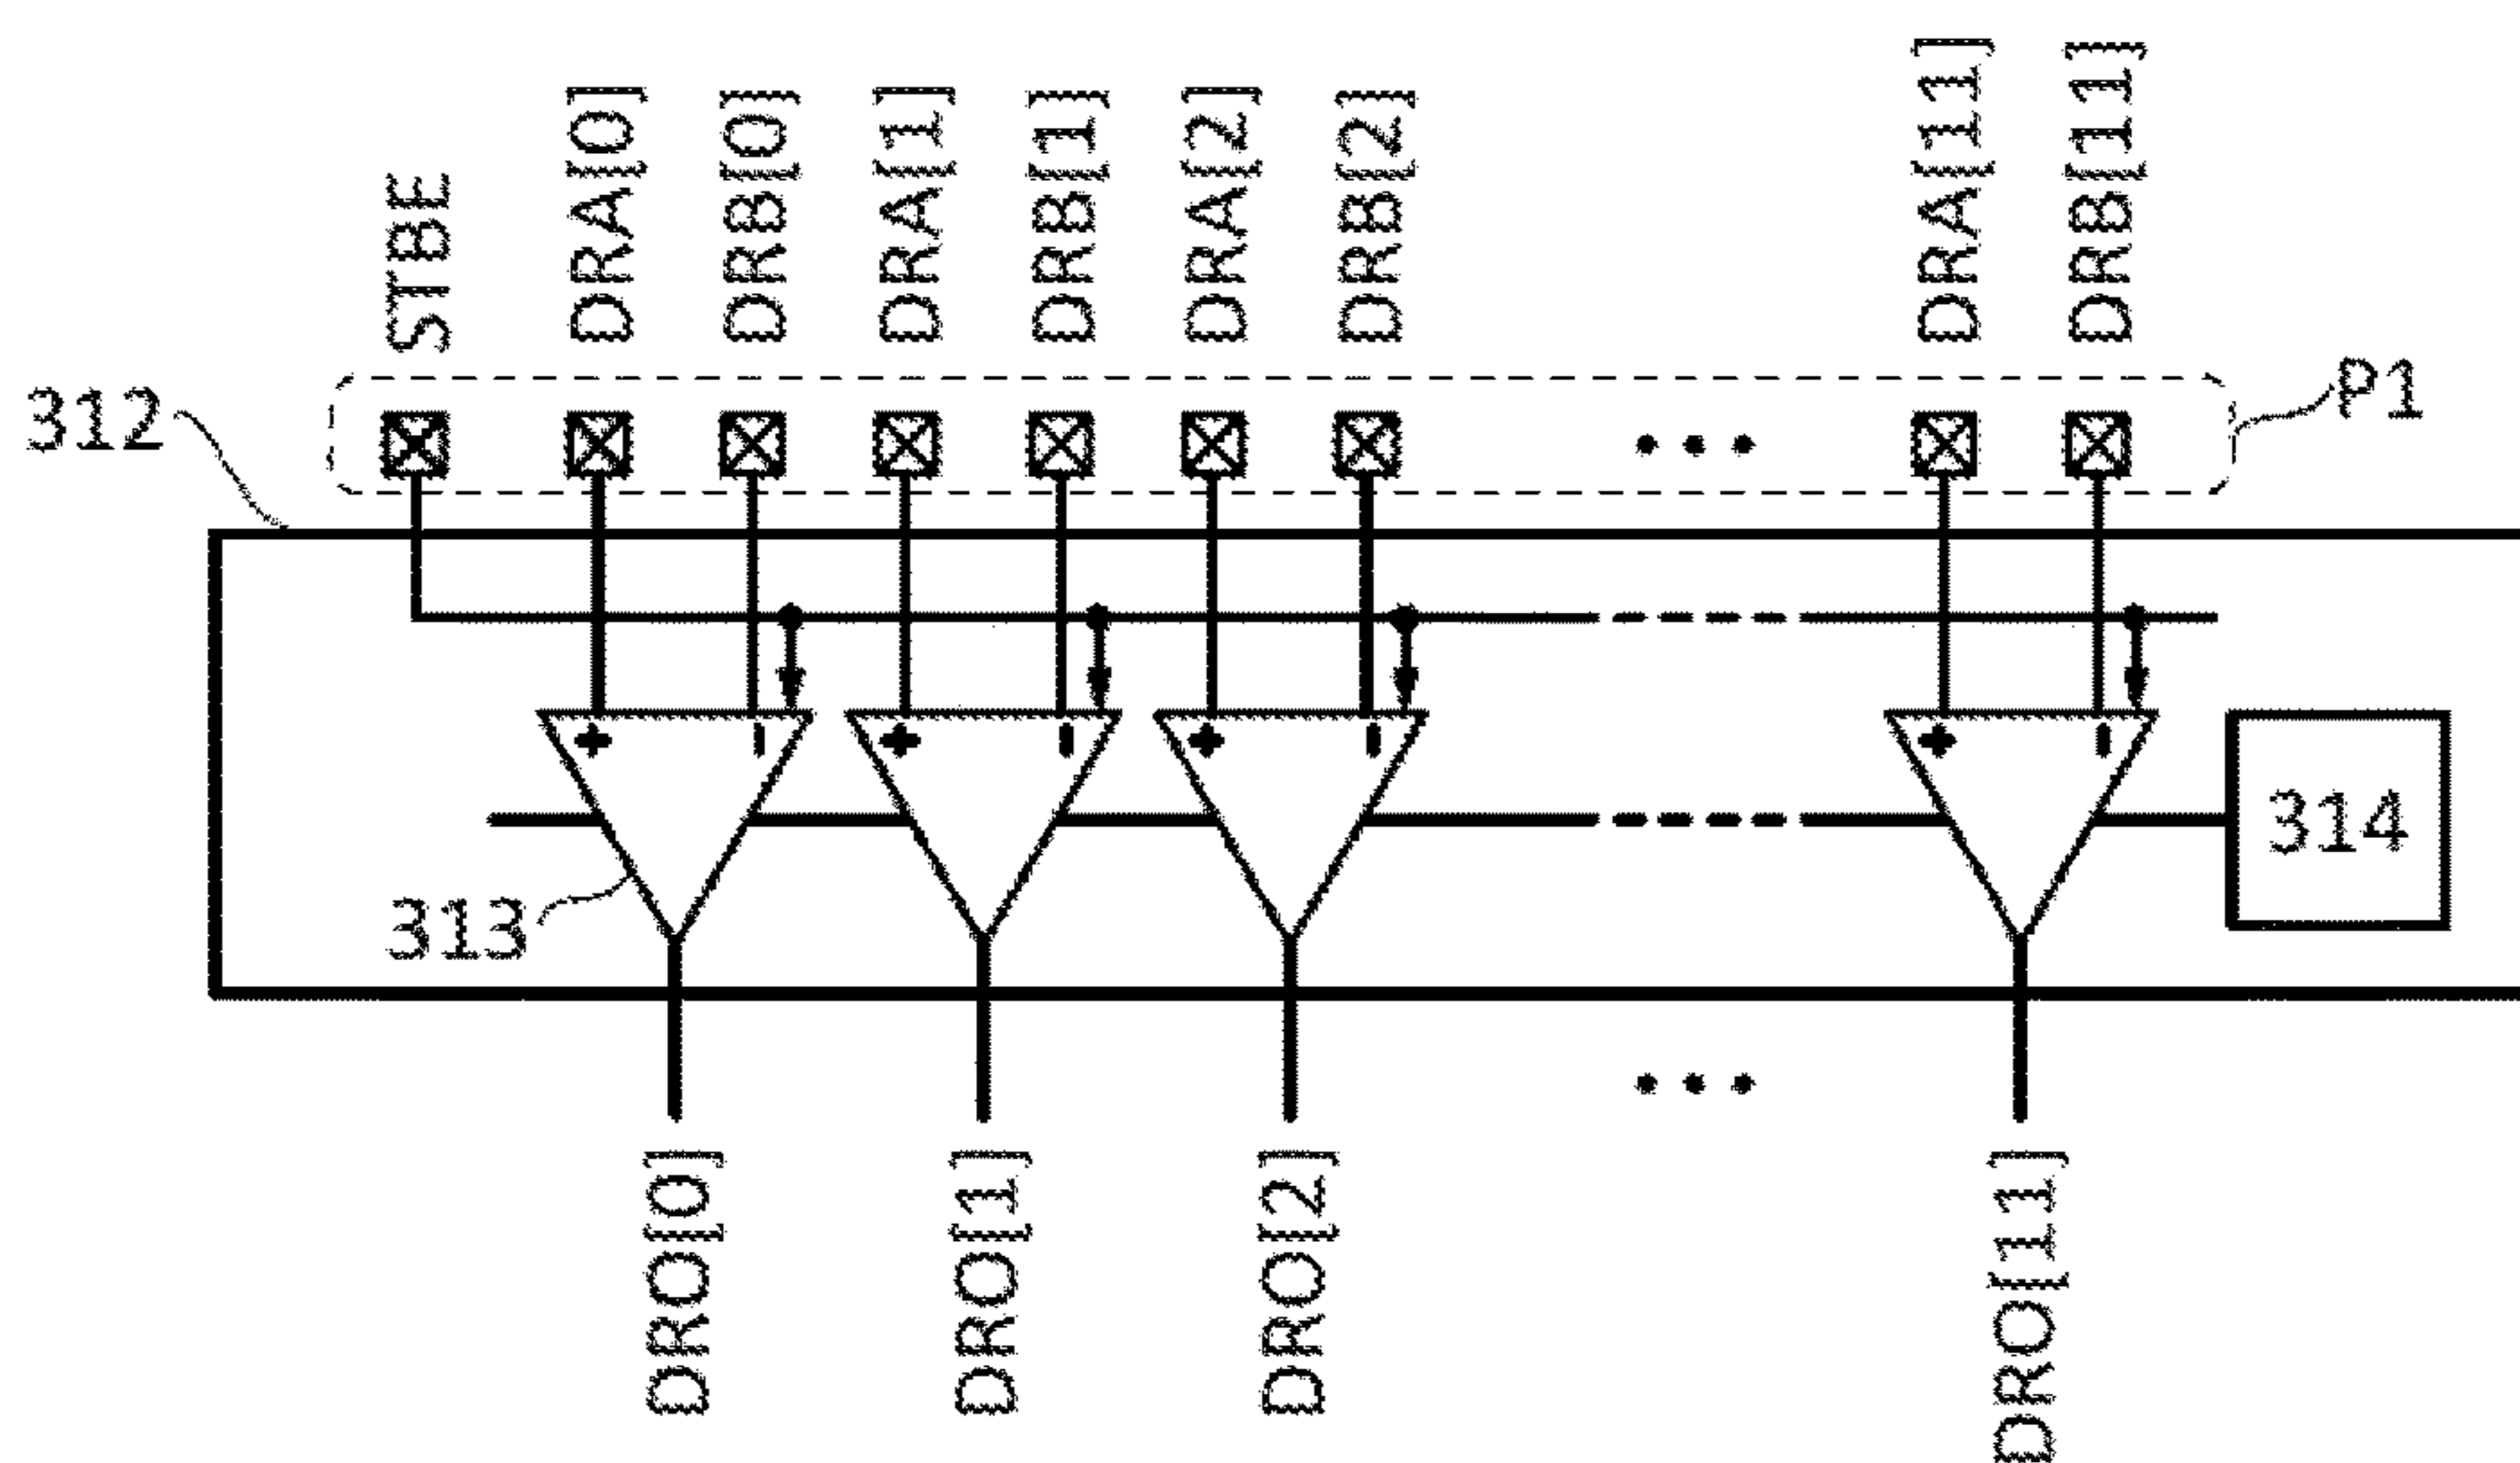 STBE
DRA[0]
DRB[0]
DRA[1]
DRB[1]
DRA[2]
DRB[2]
DRA[11]
DRB[11]
312
P1
+ -
+ -
+ -
+ -
314
313
DRO[0]
DRO[1]
DRO[2]
DRO[11]